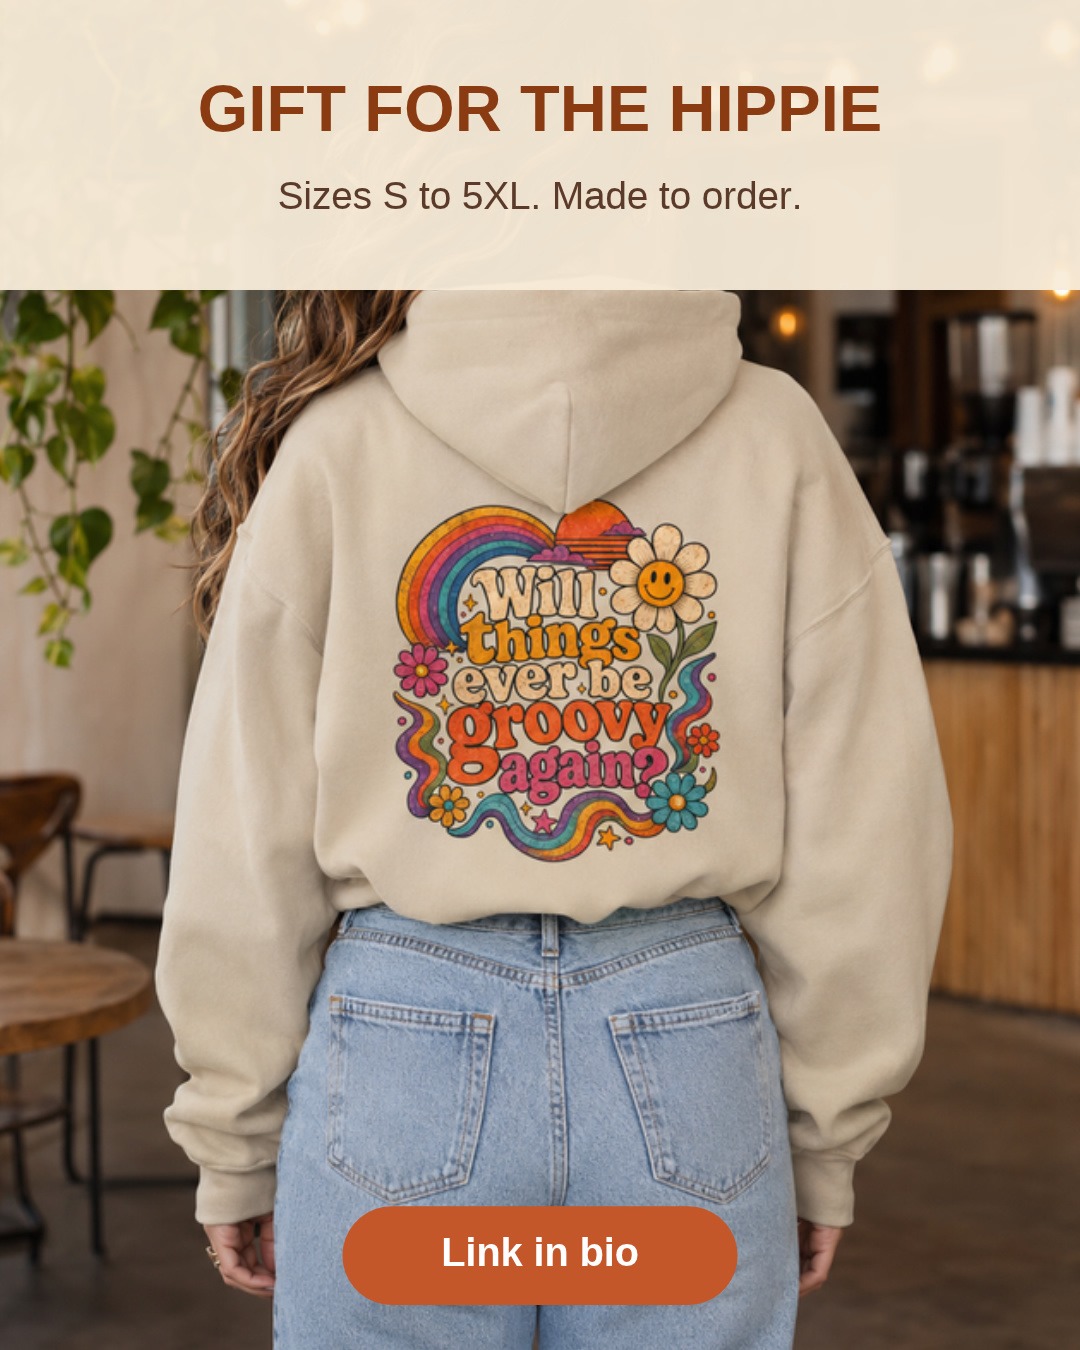 GIFT FOR THE HIPPIE
Sizes S to 5XL. Made to order.
Will
things
ever be
groovy
again?
Link in bio